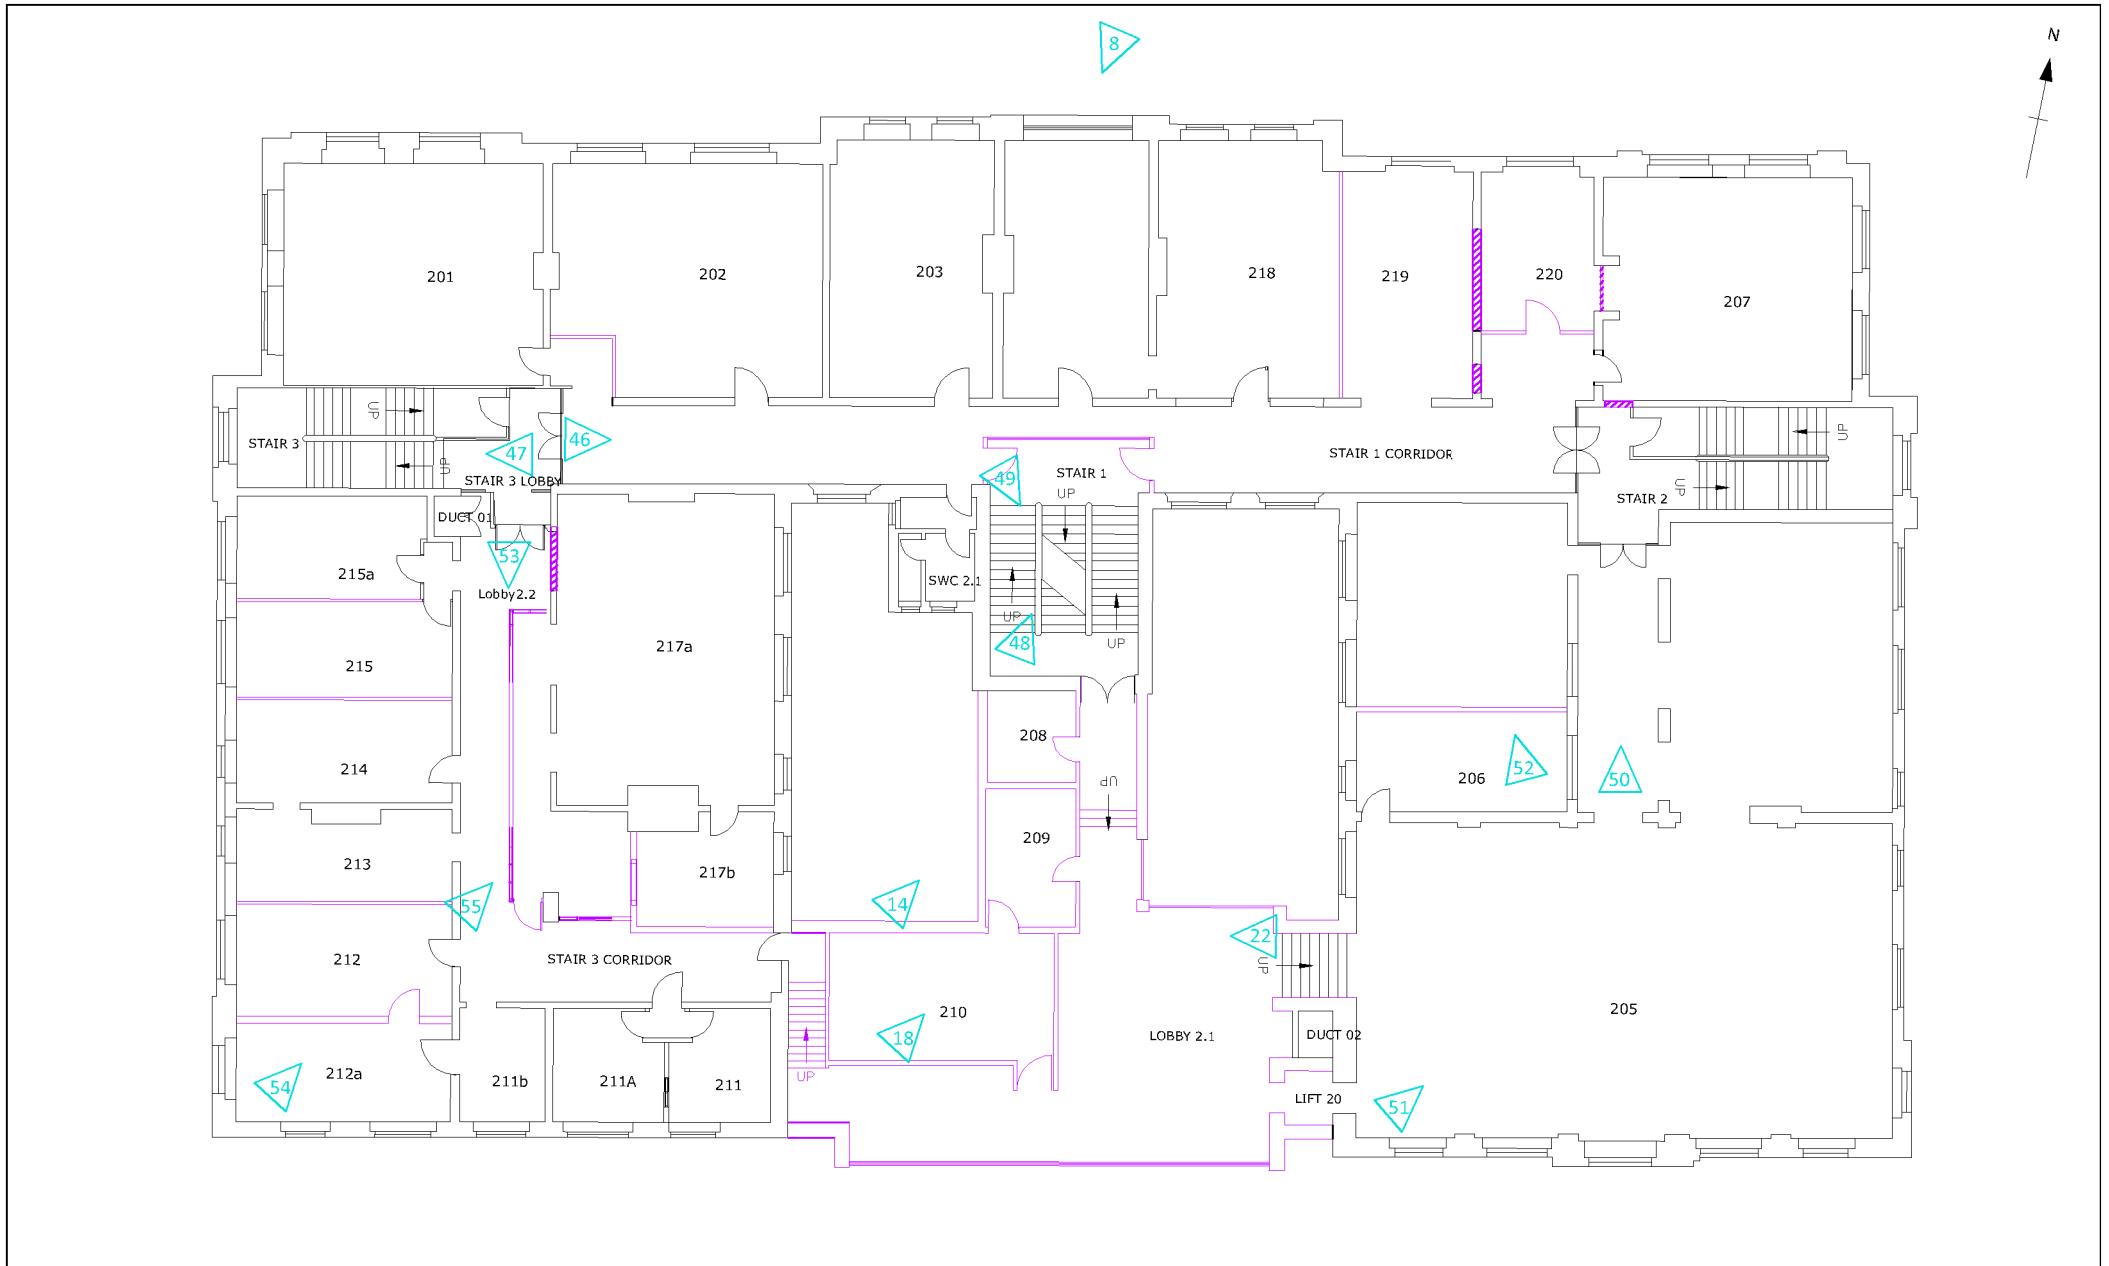 8
N
201
202
203
218
219
220
207
UP
STAIR 3
47
46
UP
STAIR 3 LOBBY
STAIR 1 CORRIDOR
STAIR 1
49
UP
UP
UP
STAIR 2
DUCT 01
53
215a
Lobby2.2
SWC 2.1
UP
UP
48
217a
215
214
208
UP
206
52
50
213
209
217b
55
14
22
UP
212
STAIR 3 CORRIDOR
210
18
LOBBY 2.1
DUCT 02
205
UP
212a
54
211b
211A
211
LIFT 20
51